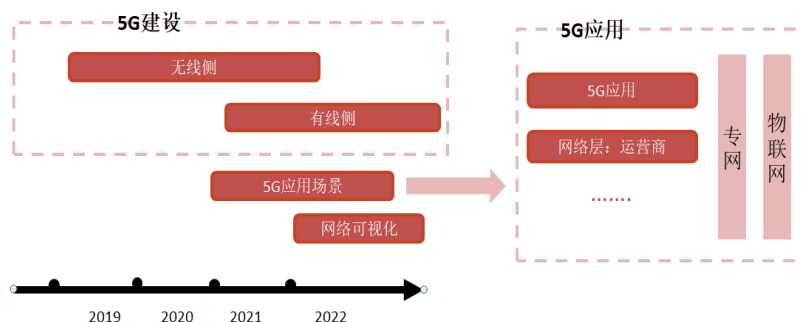 5G建设
无线侧
有线侧
5G应用场景
网络可视化
2019
2020
2021
2022
5G应用
5G应用
网络层：运营商
.......
专网
物联网